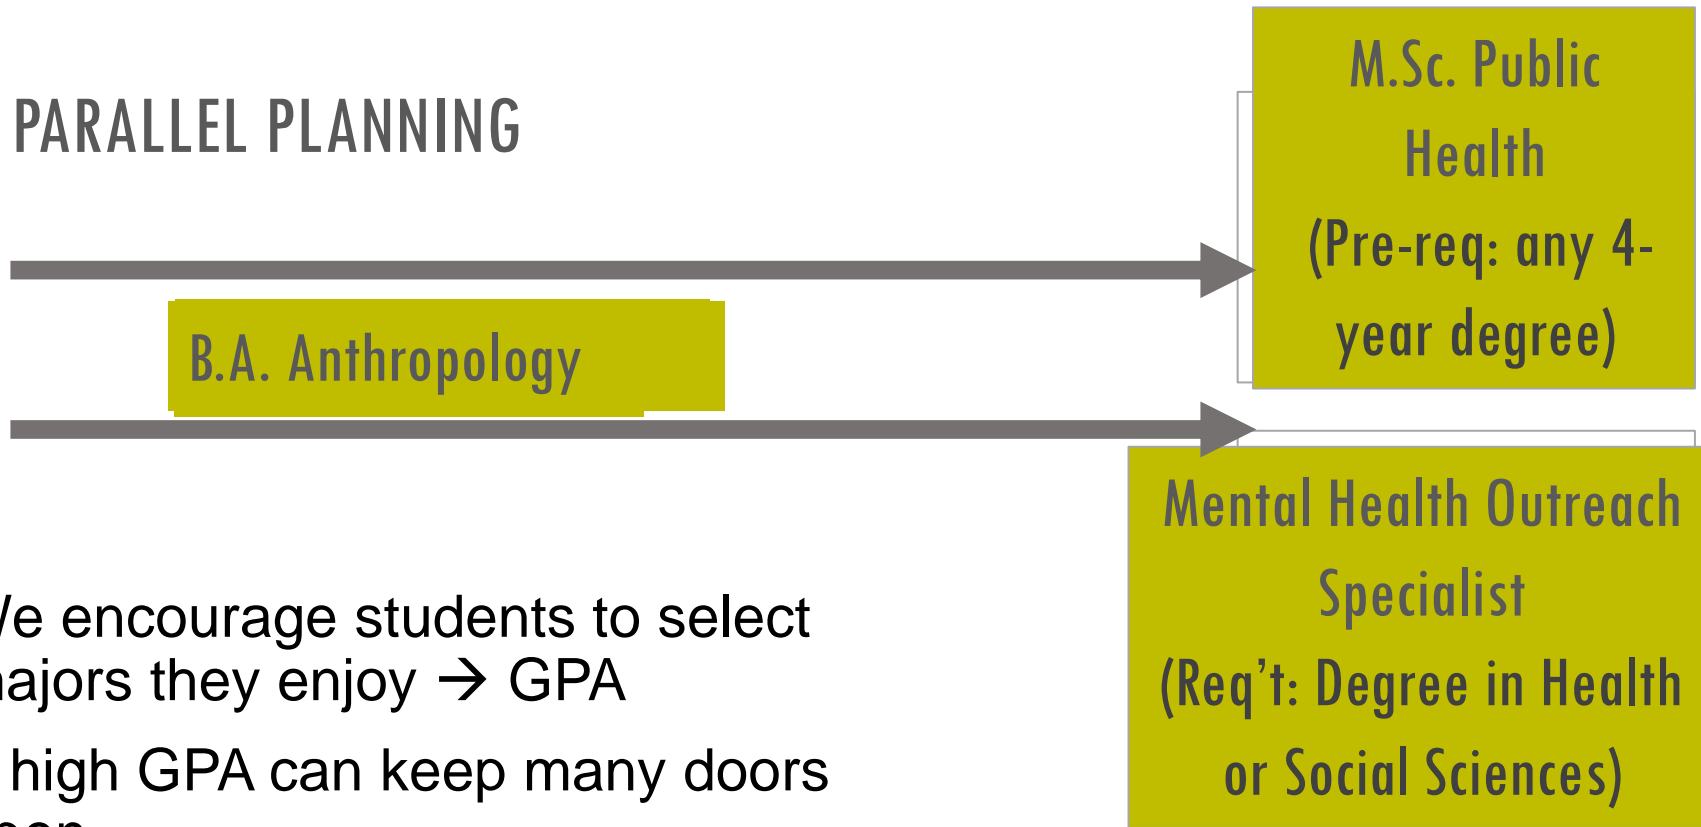 PARALLEL PLANNING
M.Sc. Public
Health
(Pre-req: any 4-
year degree)
B.A. Anthropology
Mental Health Outreach
Specialist
(Req’t: Degree in Health
or Social Sciences)
encourage students to select
they enjoy → GPA
high GPA can keep many doors